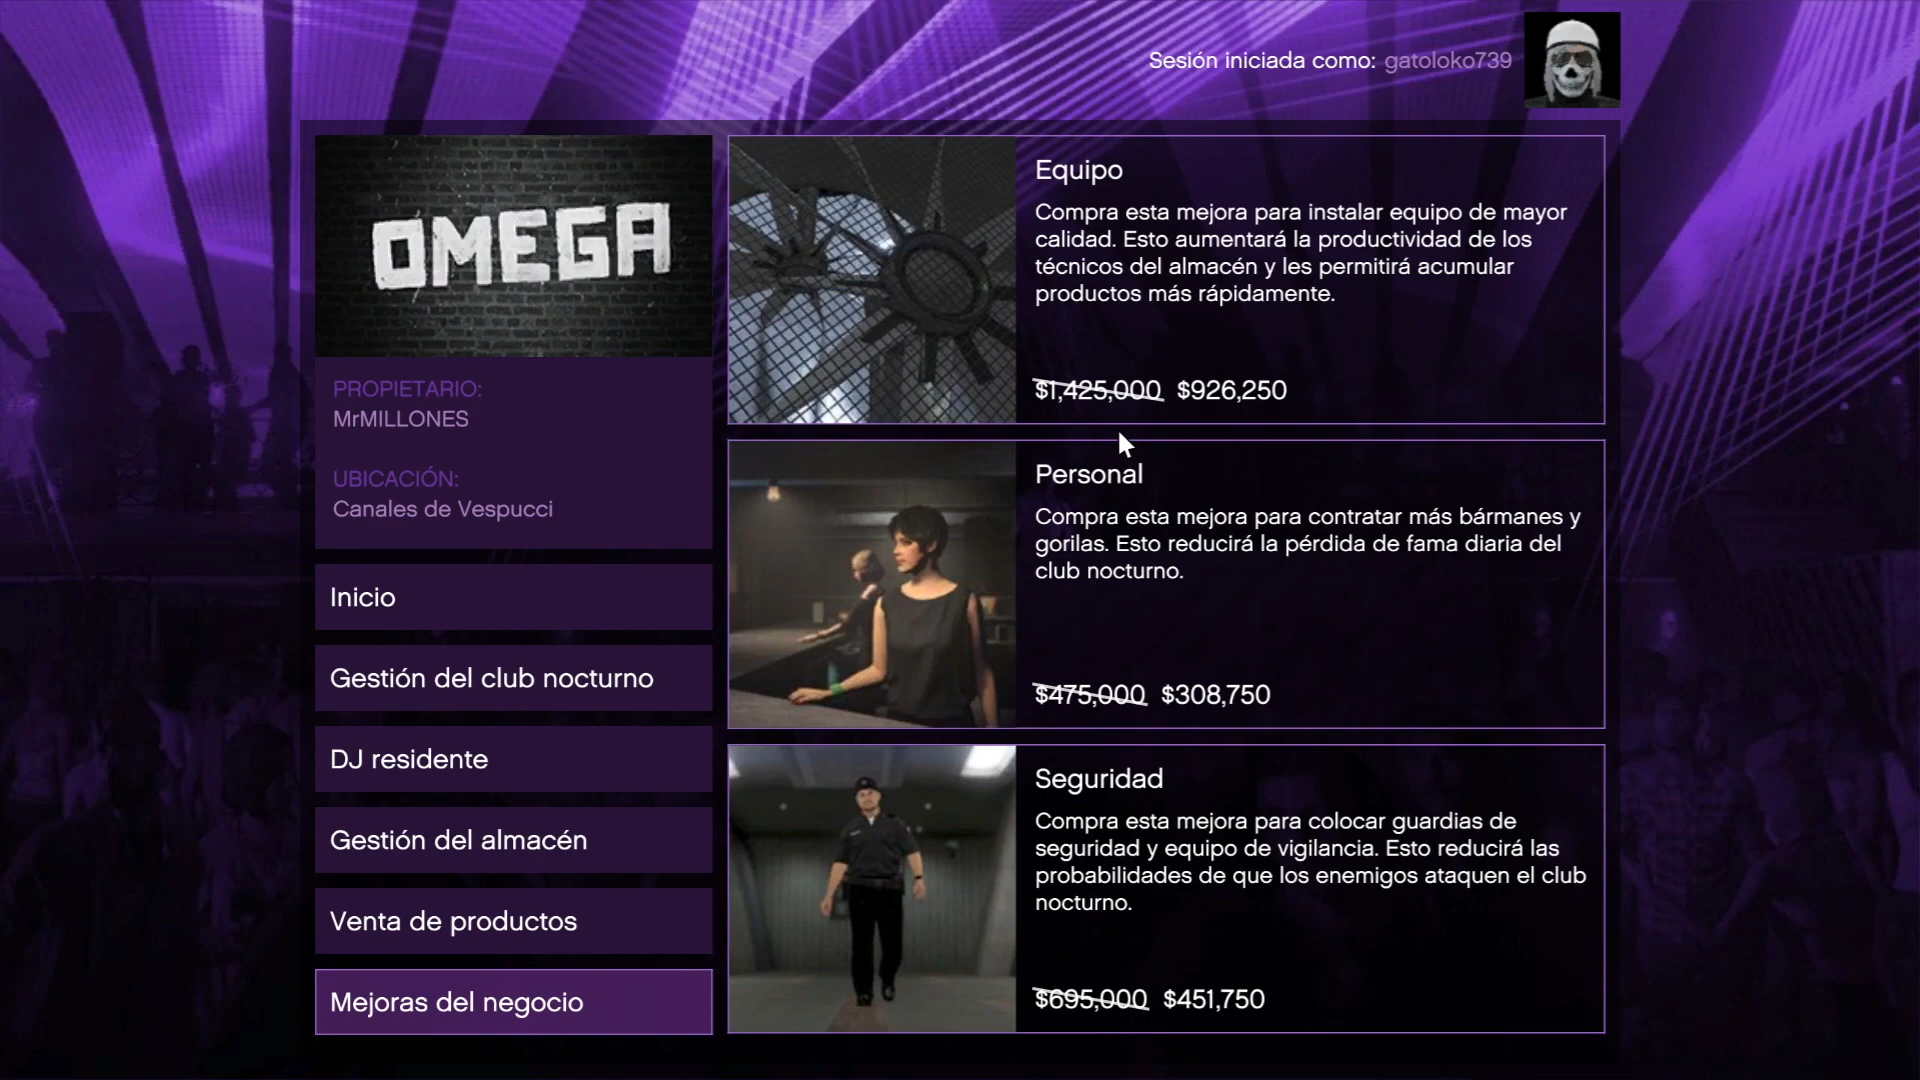 Sesión iniciada como: gatoloko739
OMEGA
PROPIETARIO:
MrMILLONES
UBICACIÓN:
Canales de Vespucci
Inicio
Gestión del club nocturno
DJ residente
Gestión del almacén
Venta de productos
Mejoras del negocio
Equipo
Compra esta mejora para instalar equipo de mayor
calidad. Esto aumentará la productividad de los
técnicos del almacén y les permitirá acumular
productos más rápidamente.
$1,425,000 $926,250
Personal
Compra esta mejora para contratar más bármanes y
gorilas. Esto reducirá la pérdida de fama diaria del
club nocturno.
$475,000 $308,750
Seguridad
Compra esta mejora para colocar guardias de
seguridad y equipo de vigilancia. Esto reducirá las
probabilidades de que los enemigos ataquen el club
nocturno.
$695,000 $451,750